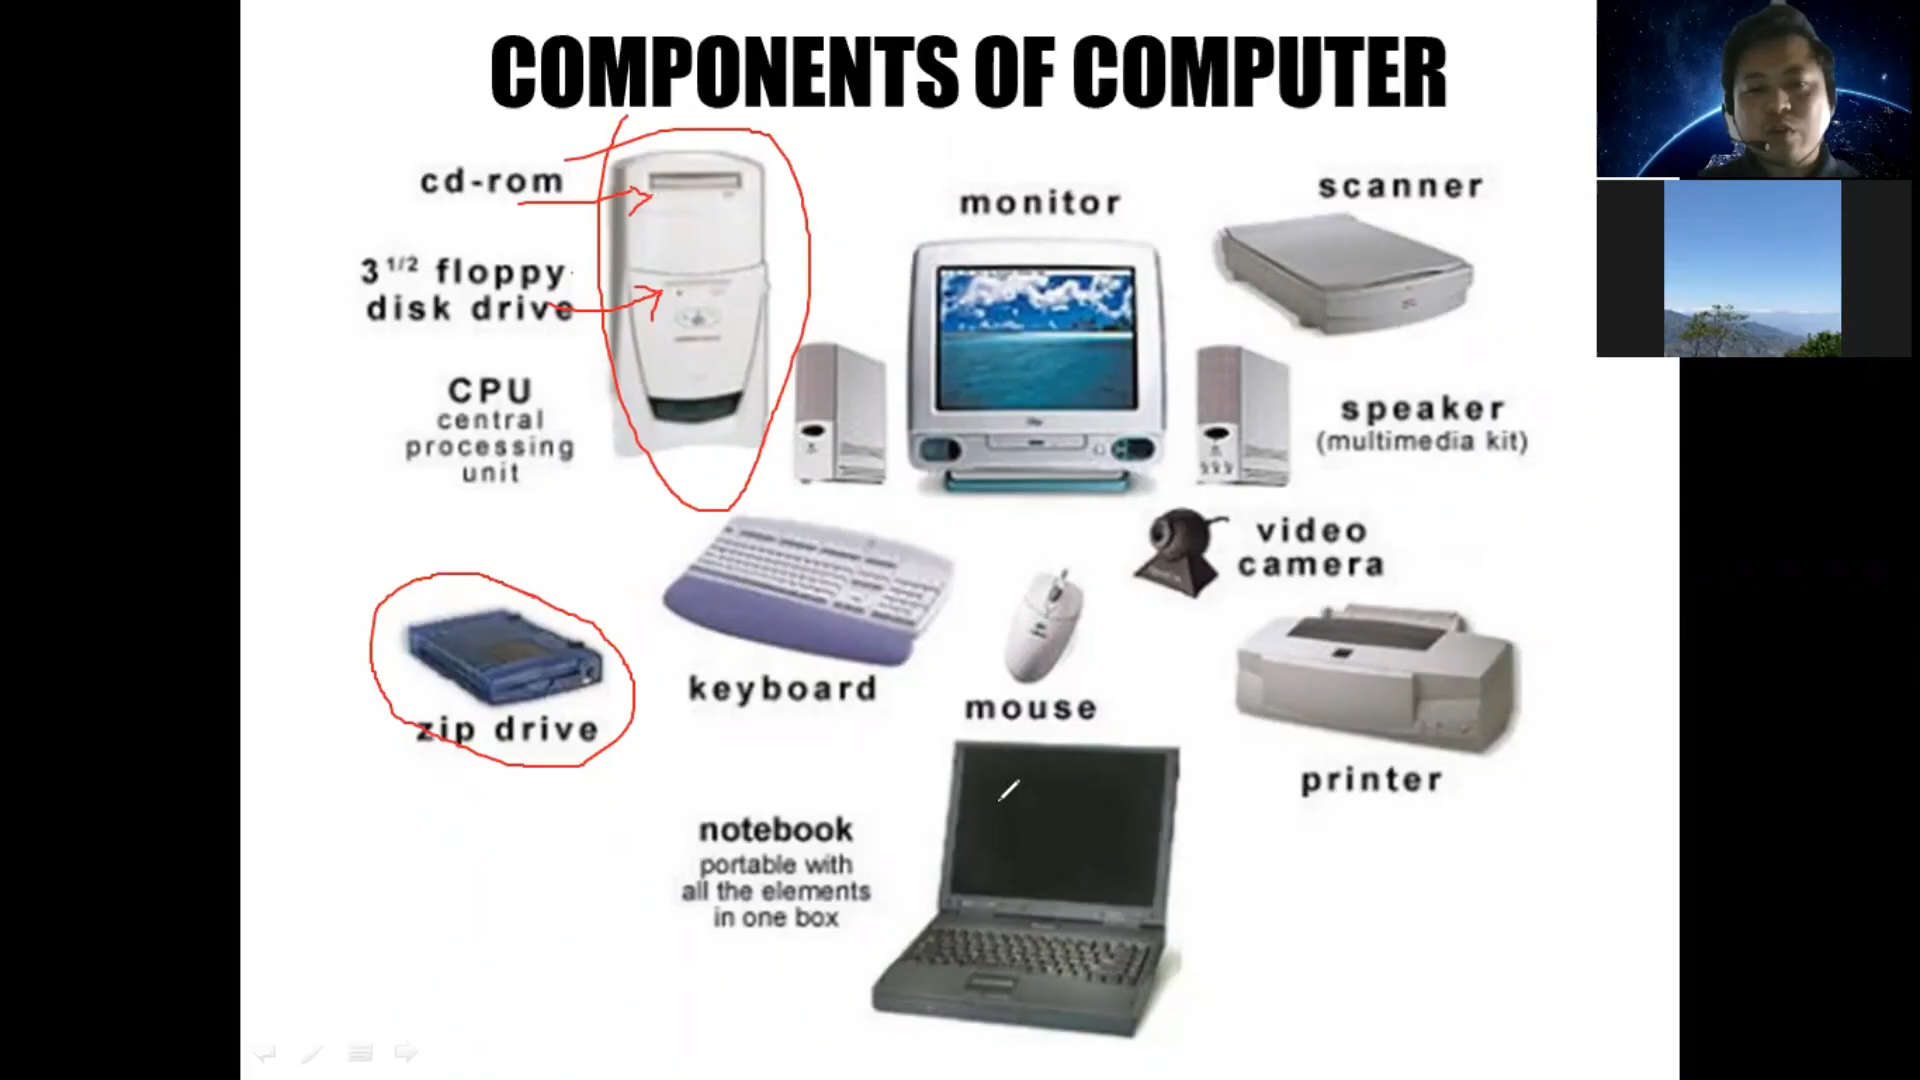 COMPONENTS OF COMPUTER
cd-rom
3 1/2 floppy
disk drive
CPU
central
processing
unit
monitor
scanner
speaker
(multimedia kit)
video
camera
keyboard
mouse
zip drive
printer
notebook
portable with
all the elements
in one box